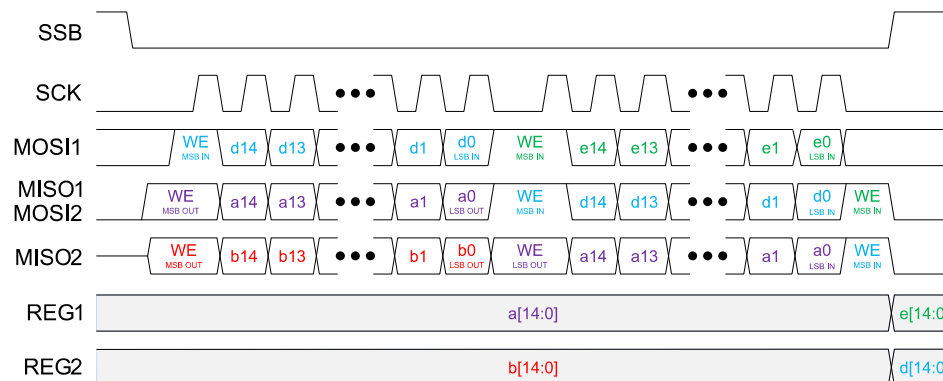 SSB
SCK
MOSI1 WE MSB IN d14 d13 ••• d1 d0 LSB IN WE MSB IN e14 e13 ••• e1 e0 LSB IN
MISO1
MOSI2 WE MSB OUT a14 a13 ••• a1 a0 LSB OUT WE MSB IN d14 d13 ••• d1 d0 LSB IN WE MSB IN
MISO2 WE MSB OUT b14 b13 ••• b1 b0 LSB OUT WE LSB OUT a14 a13 ••• a1 a0 LSB IN WE MSB IN
REG1 a[14:0] e[14:0
REG2 b[14:0] d[14:0